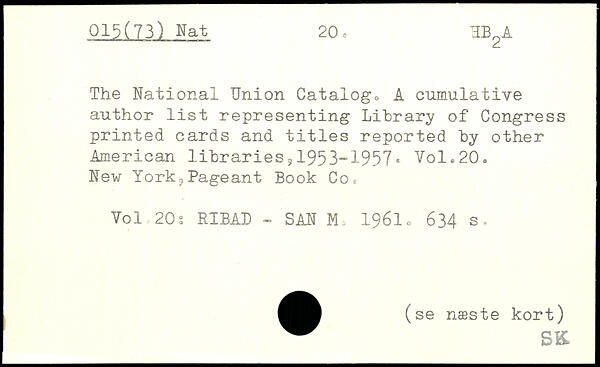 015(73) Nat 20. ƎB2A
The National Union Catalog. A cumulative
author list representing Library of Congress
printed cards and titles reported by other
American libraries,1953-1957. Vol.20.
New York,Pageant Book Co.
Vol.20: RIBAD - SAN M. 1961. 634 s.
(se næste kort)
SK